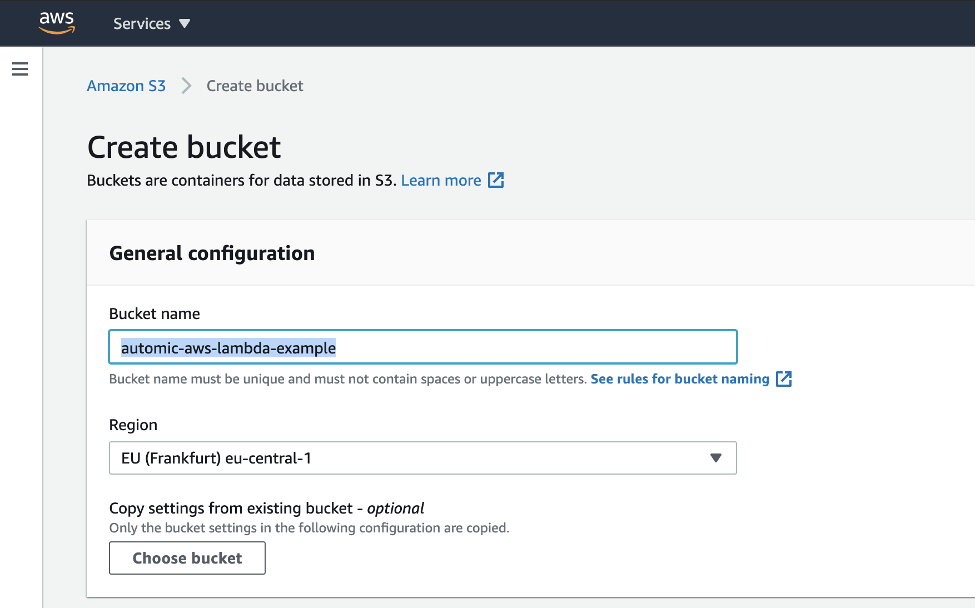 aws
Services
Amazon S3 Create bucket
Create bucket
Buckets are containers for data stored in S3. Learn more
General configuration
Bucket name
automic-aws-lambda-example
Bucket name must be unique and must not contain spaces or uppercase letters. See rules for bucket naming
Region
EU (Frankfurt) eu-central-1
Copy settings from existing bucket - optional
Only the bucket settings in the following configuration are copied.
Choose bucket